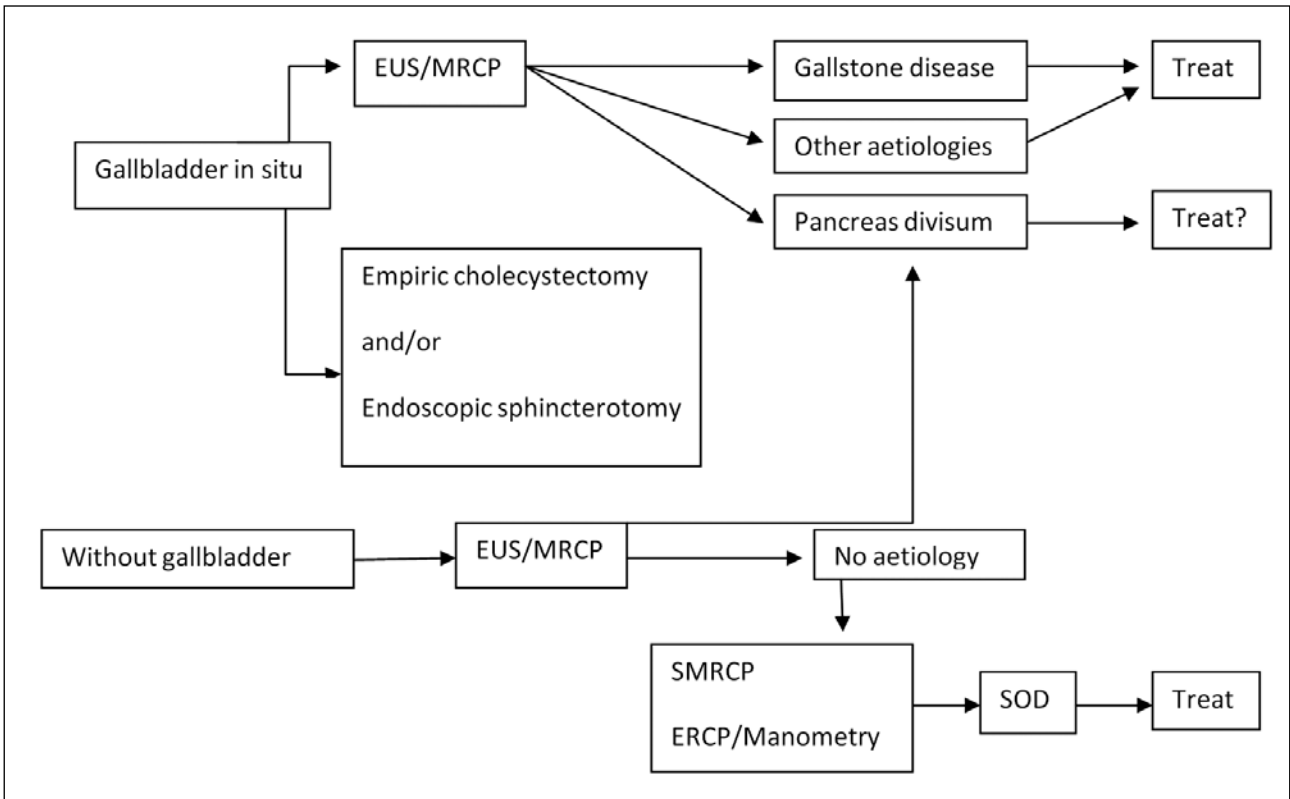 EUS/MRCP
Gallstone disease
Treat
Other aetiologies
Gallbladder in situ
Pancreas divisum
Treat?
Empiric cholecystectomy
and/or
Endoscopic sphincterotomy
Without gallbladder
EUS/MRCP
No aetiology
SMRCP
ERCP/Manometry
SOD
Treat